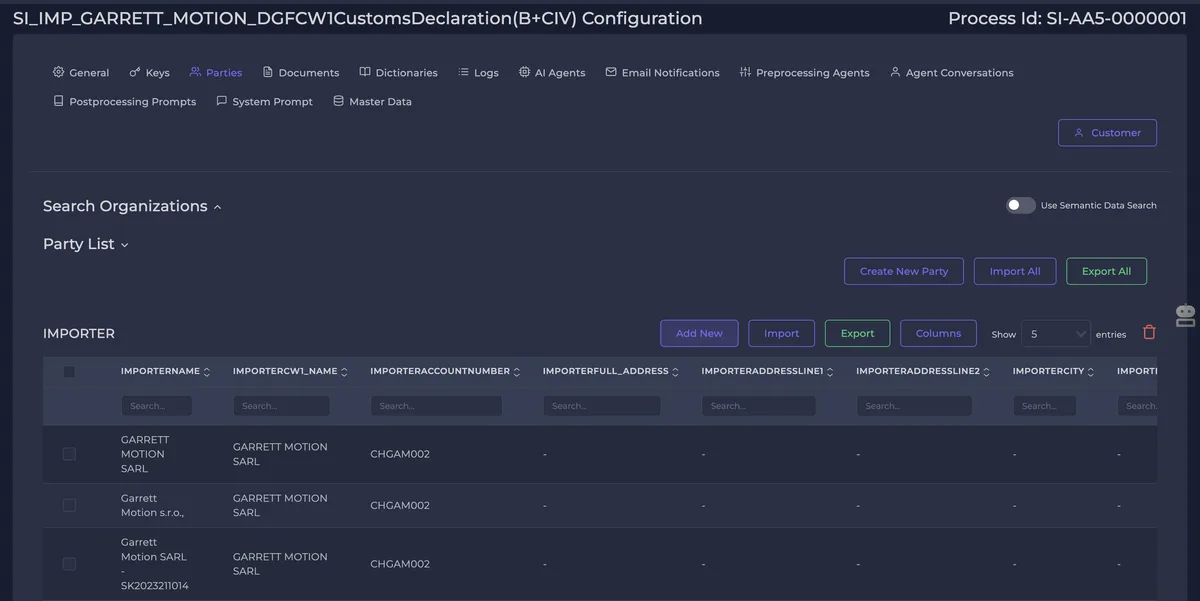 SI_IMP_GARRETT_MOTION_DGFCW1CustomsDeclaration(B+CIV) Configuration Process Id: SI-AA5-0000001
General Keys Parties Documents Dictionaries Logs AI Agents Email Notifications Preprocessing Agents Agent Conversations
Postprocessing Prompts System Prompt Master Data
Customer
Search Organizations
Use Semantic Data Search
Party List
Create New Party Import All Export All
IMPORTER
Add New Import Export Columns Show 5 entries
IMPORTERNAME IMPORTERCW1_NAME IMPORTERACCOUNTNUMBER IMPORTERFULL_ADDRESS IMPORTERADDRESSLINE1 IMPORTERADDRESSLINE2 IMPORTERCITY
Search... Search... Search... Search... Search... Search... Search... Search.
GARRETT
MOTION
SARL
GARRETT MOTION
SARL
CHGAM002
- - - - -
Garrett
Motion s.r.o.,
GARRETT MOTION
SARL
CHGAM002
- - - - -
Garrett
Motion SARL
-
SK2023211014
GARRETT MOTION
SARL
CHGAM002
- - - - -